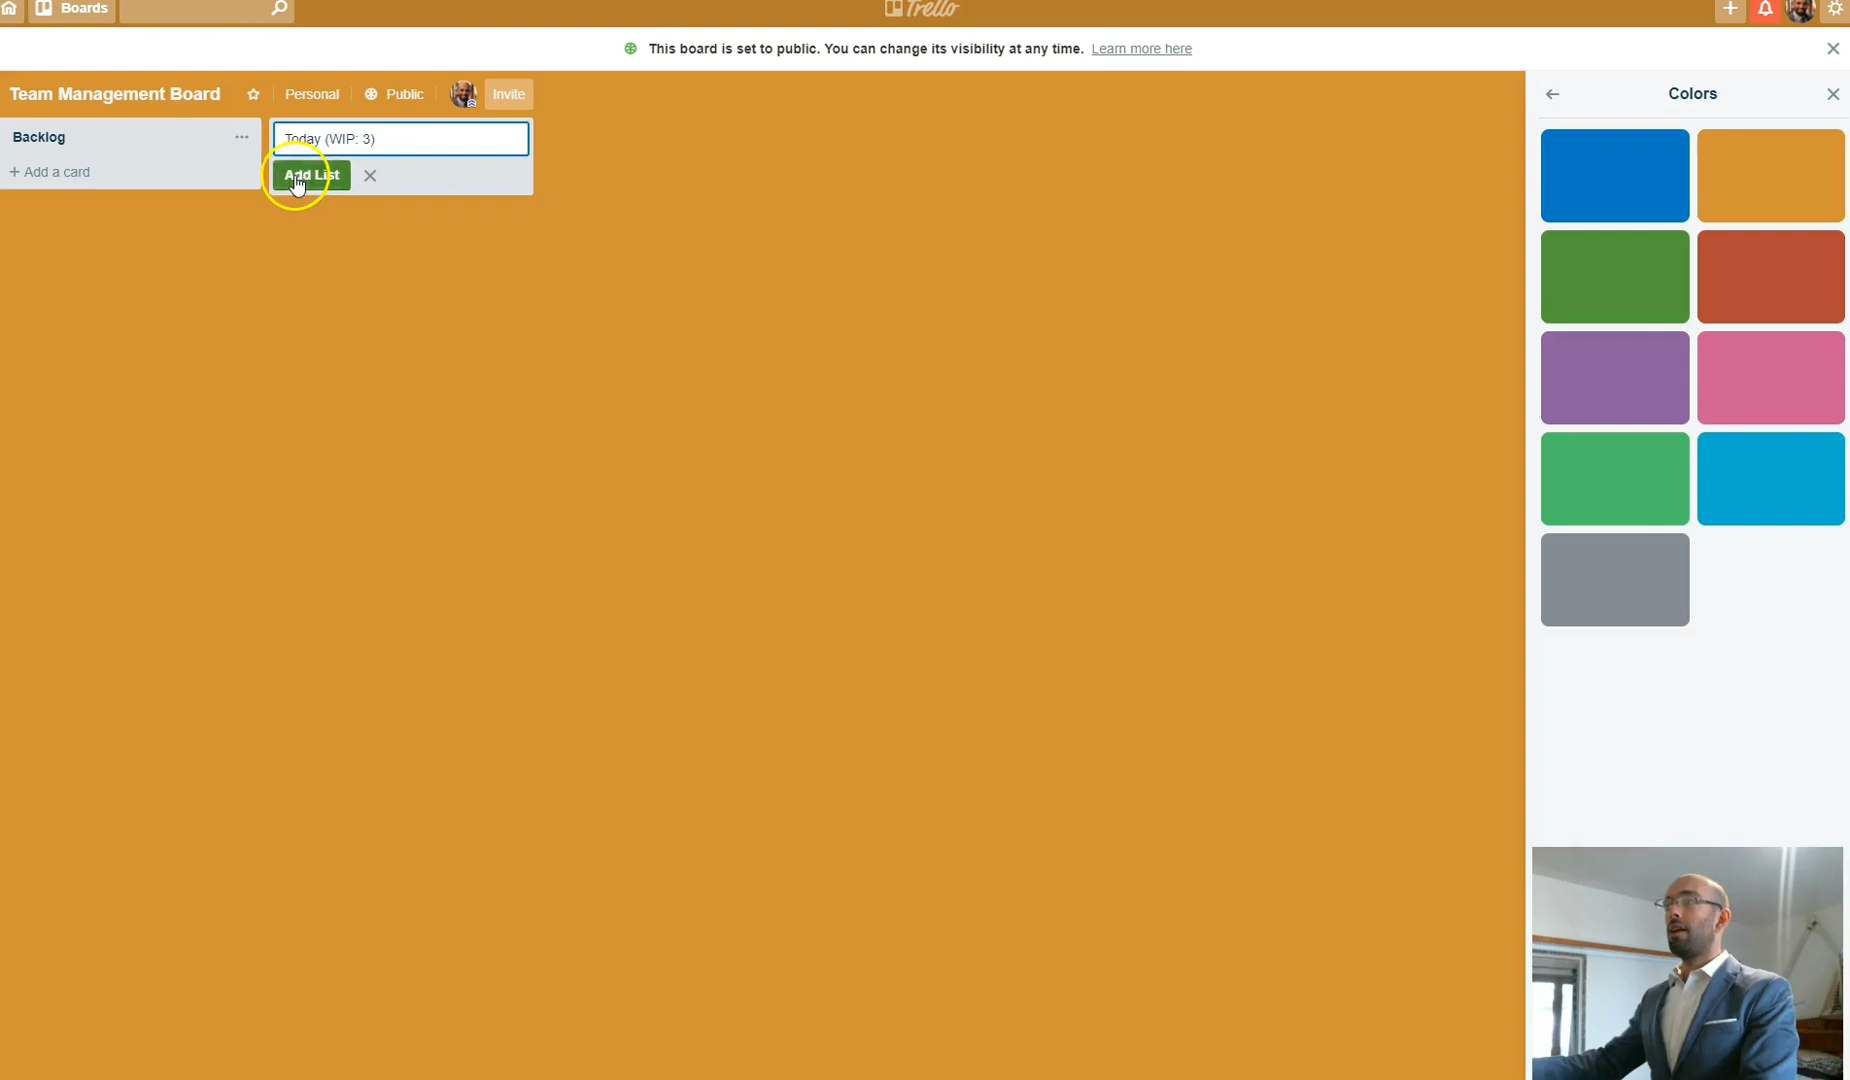 Boards
Trello
This board is set to public. You can change its visibility at any time. Learn more here
Team Management Board Personal Public Invite
Colors
Backlog
Today (WIP: 3)
+ Add a card
Add List